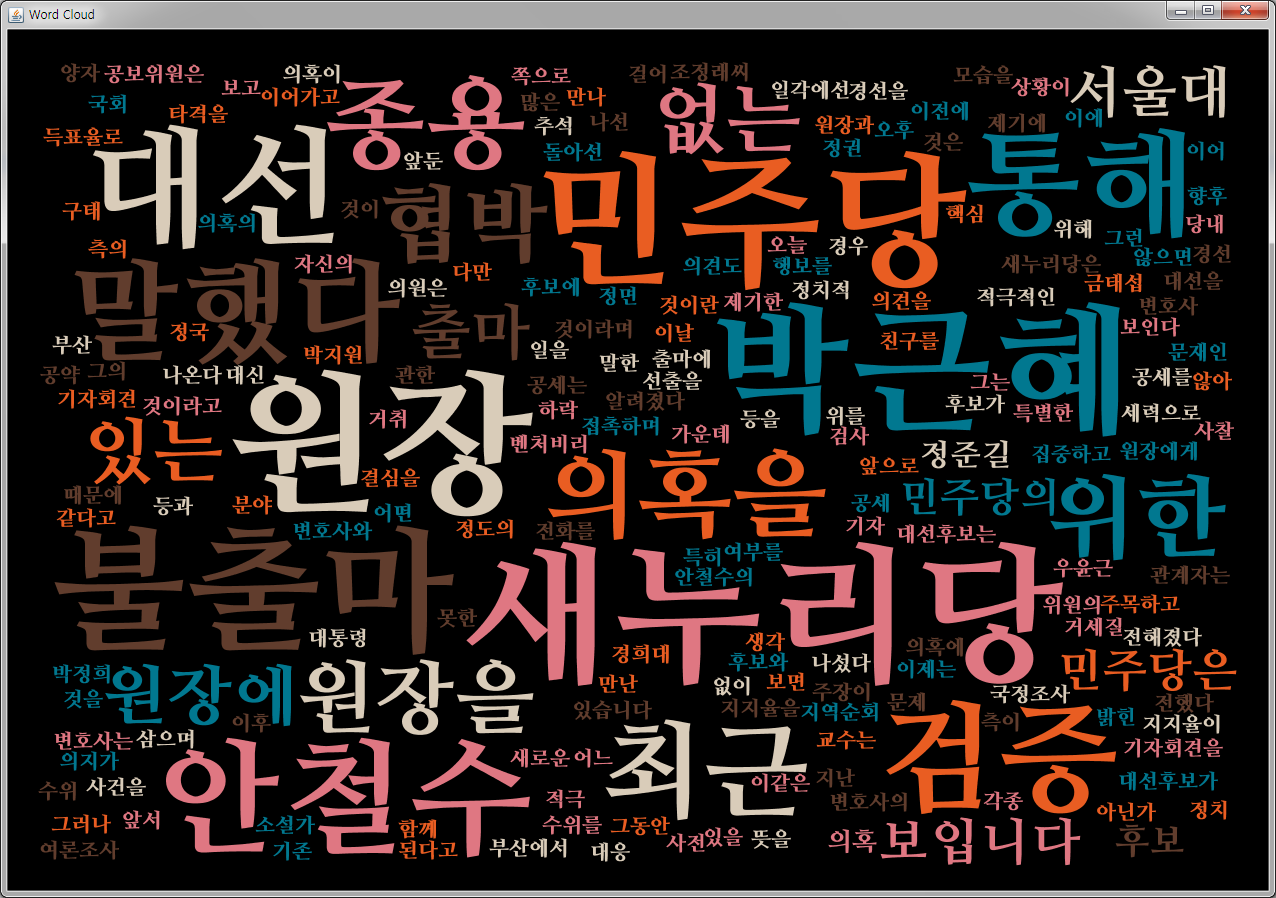 Word Cloud
양자 공보위원은 의혹이 쪽으로 걸어 조정래씨 모습을 서울대
국회 보고 이어가고 종용 많은 만나 없는 일각에선 경선을 상황이
타격을 추석 나선 원장과 오후 이전에 제기에 이에
득표율로 대선 앞둔 돌아선 민주당 정권 것은 통해 이어
구태 의혹의 것이 협박 핵심 위혜 향후 당내
측의 자신의 다만 오늘 경우 그런
말했다 의원은 후보에 정면 의견도 행보를 새누리당은 않으면 경선
출마 것이란 제기한 정치적 의견을 적극적인 금태섭 대선을
부산 정국 박지원 것이라며 이날 박근혜 친구를 변호사 보인다
공약 그의 나온다 대신 관한 일을 말한 출마에 선출을 그는 공세를 문재인
기자회견 것이라고 원장 거취 공세는 하락 알려졌다 등을 위를 후보가 특별한 세력으로 않아
있는 벤처비리 접촉하며 가운데 검사 정준길 집중하고 원장에게 사찰
때문에 등과 분야 결심을 의혹을 앞으로 공세 민주당의 위한
같다고 변호사와 어떤 정도의 전화를 기자 대선후보는
불출마 새누리당 특히 여부를 안철수의 우윤근 관계자는
대통령 못한 위원의 주목하고
경희대 생각 의혹에 거세질 전해졌다
박정희 원장에 원장을 만난 후보와 나섰다 이제는 민주당은
것을 이후 있습니다 없이 보면 주장이 국정조사 전했다
지지율을 지역순회 문제 검증 측이 밝힌 지지율이
변호사는 삼으며 안철수 최근 교수는 기자회견을
의지가 새로운 어느 이같은 지난 대선후보가
수위 사건을 적극 변호사의 각종 아닌가 정치
그러나 앞서 소설가 함께 수위를 그동안 사전 있을 뜻을 의혹 보입니다 후보
여론조사 기존 된다고 부산에서 대응